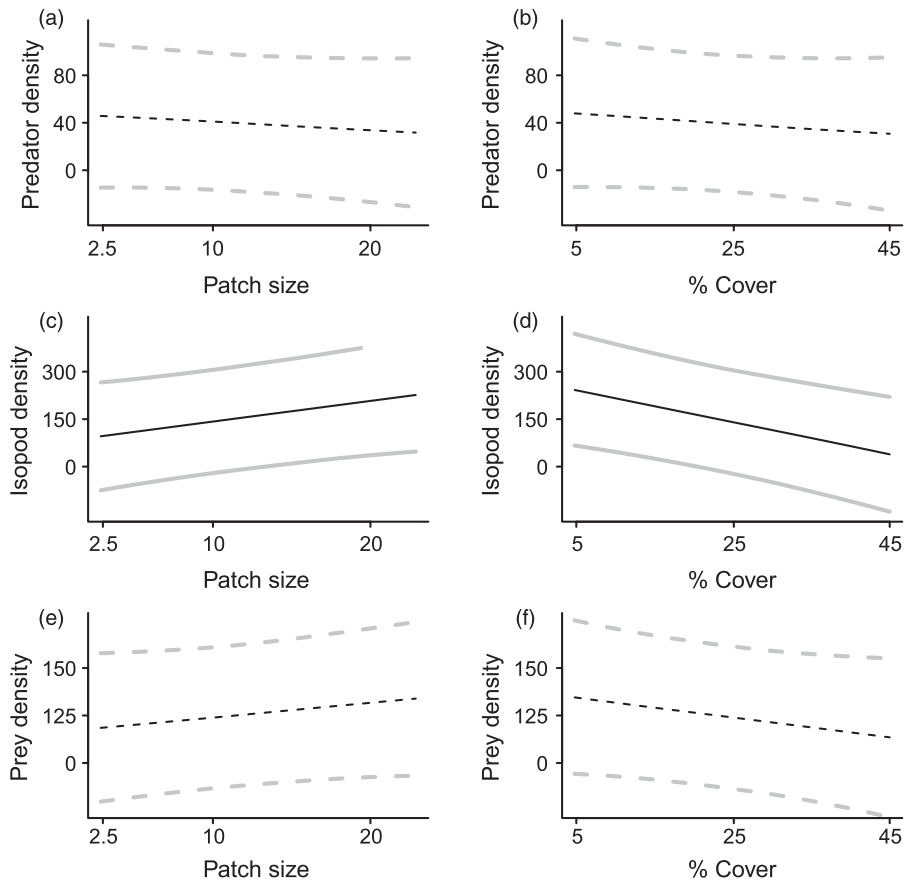 (a)
Predator density
80
40
0
2.5 10 20
Patch size
(b)
Predator density
80
40
0
5 25 45
% Cover
(c)
Isopod density
300
150
0
2.5 10 20
Patch size
(d)
Isopod density
300
150
0
5 25 45
% Cover
(e)
Prey density
150
125
0
2.5 10 20
Patch size
(f)
Prey density
150
125
0
5 25 45
% Cover